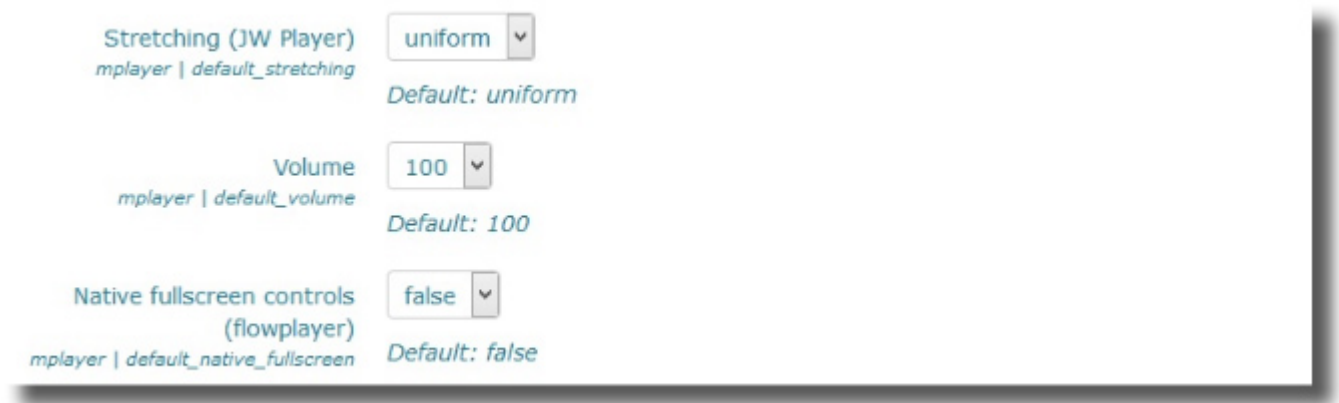 Stretching (JW Player)
mplayer | default_stretching
uniform
Default: uniform
Volume
mplayer | default_volume
100
Default: 100
Native fullscreen controls
(flowplayer)
mplayer | default_native_fullscreen
false
Default: false